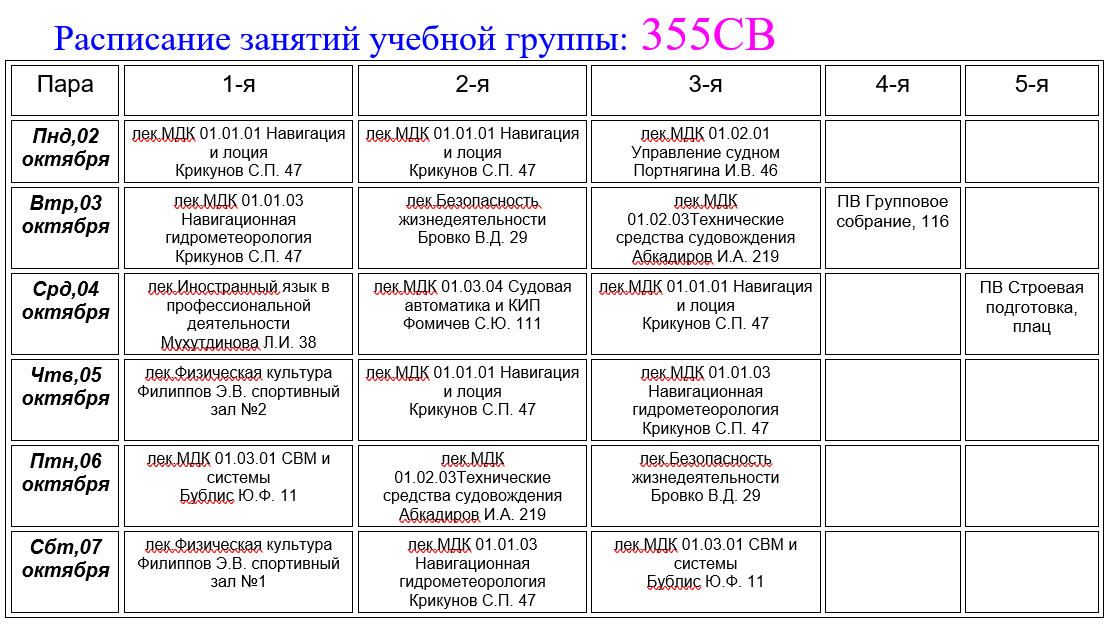 Расписание занятий учебной группы: 355СВ
Пара
1-я
2-я
3-я
4-я
5-я
Пнд,02
октября
лек.МДК 01.01.01 Навигация
и лоция
Крикунов С.П. 47
лек.МДК 01.01.01 Навигация
и лоция
Крикунов С.П. 47
лек.МДК 01.02.01
Управление судном
Портнягина И.В. 46
Втр,03
октября
лек.МДК 01.01.03
Навигационная
гидрометеорология
Крикунов С.П. 47
лек.Безопасность
жизнедеятельности
Бровко В.Д. 29
лек.МДК
01.02.03Технические
средства судовождения
Абкадиров И.А. 219
ПВ Групповое
собрание, 116
Срд,04
октября
лек.Иностранный язык в
профессиональной
деятельности
Мухутдинова Л.И. 38
лек.МДК 01.03.04 Судовая
автоматика и КИП
Фомичев С.Ю. 111
лек.МДК 01.01.01 Навигация
и лоция
Крикунов С.П. 47
ПВ Строевая
подготовка,
плац
Чтв,05
октября
лек.Физическая культура
Филиппов Э.В. спортивный
зал №2
лек.МДК 01.01.01 Навигация
и лоция
Крикунов С.П. 47
лек.МДК 01.01.03
Навигационная
гидрометеорология
Крикунов С.П. 47
Птн,06
октября
лек.МДК 01.03.01 СВМ и
системы
Бублис Ю.Ф. 11
лек.МДК
01.02.03Технические
средства судовождения
Абкадиров И.А. 219
лек.Безопасность
жизнедеятельности
Бровко В.Д. 29
Сбт,07
октября
лек.Физическая культура
Филиппов Э.В. спортивный
зал №1
лек.МДК 01.01.03
Навигационная
гидрометеорология
Крикунов С.П. 47
лек.МДК 01.03.01 СВМ и
системы
Бублис Ю.Ф. 11